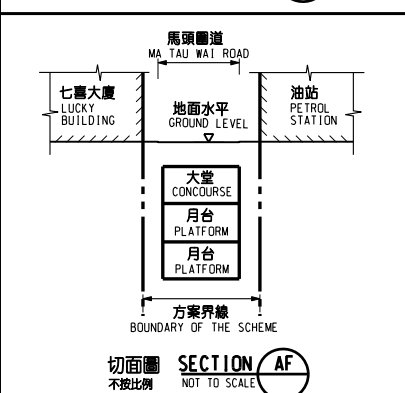 馬頭圍道
MA TAU WAI ROAD
七喜大廈
LUCKY
BUILDING
地面水平
GROUND LEVEL
油站
PETROL
STATION
大堂
CONCOURSE
月台
PLATFORM
月台
PLATFORM
方案界線
BOUNDARY OF THE SCHEME
切面圖 SECTION AF
不按比例 NOT TO SCALE